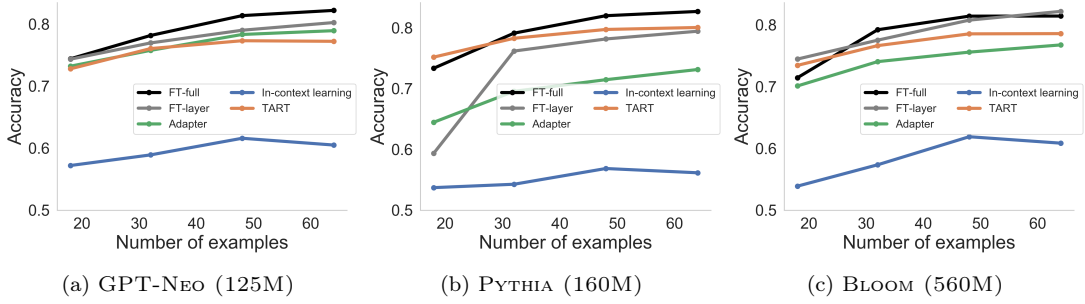 0.8
0.7
0.6
0.5
Accuracy
FT-full
FT-layer
Adapter
In-context learning
TART
20 30 40 50 60
Number of examples
(a) GPT-Neo (125M)
0.8
0.7
0.6
0.5
Accuracy
FT-full
FT-layer
Adapter
In-context learning
TART
20 30 40 50 60
Number of examples
(b) Pythia (160M)
0.8
0.7
0.6
0.5
Accuracy
FT-full
FT-layer
Adapter
In-context learning
TART
20 30 40 50 60
Number of examples
(c) Bloom (560M)